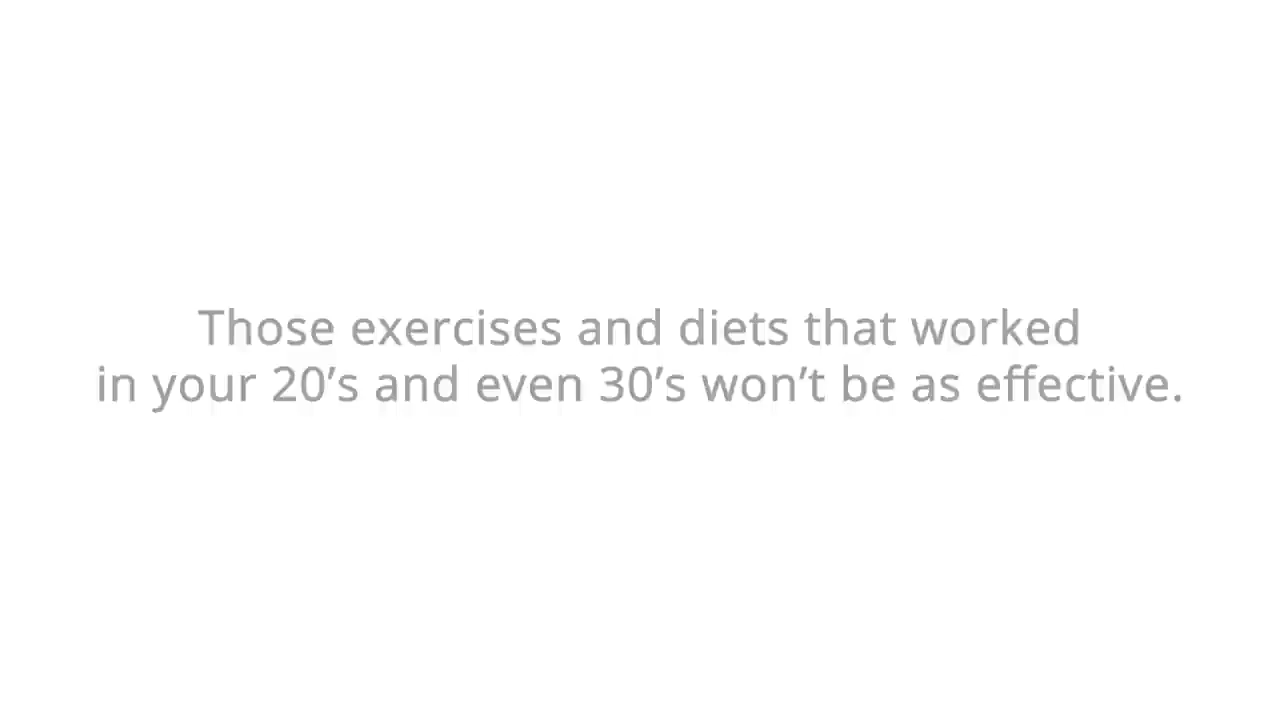 Those exercises and diets that worked
in your 20’s and even 30’s won’t be as effective.